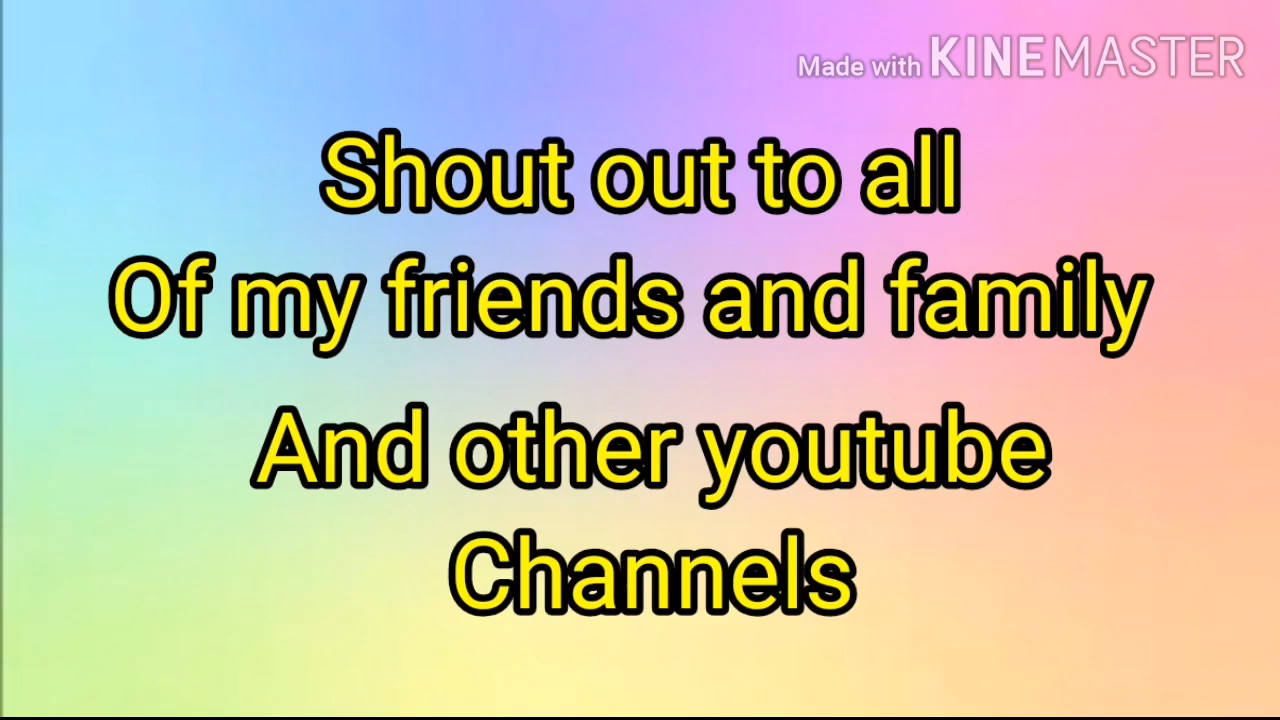 Made with KINEMASTER
Shout out to all
Of my friends and family
And other youtube
Channels